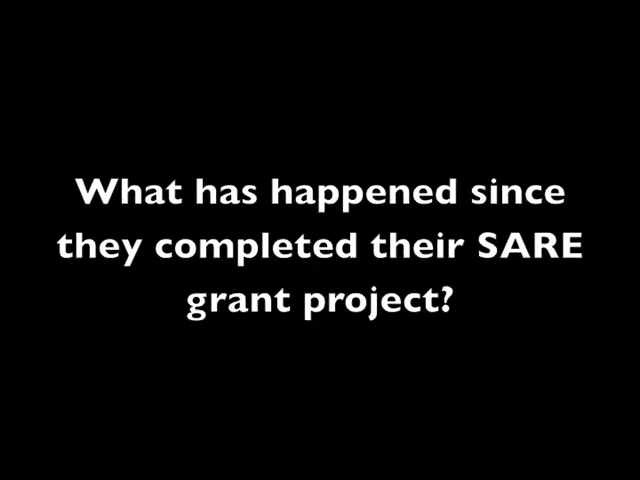 What has happened since
they completed their SARE
grant project?